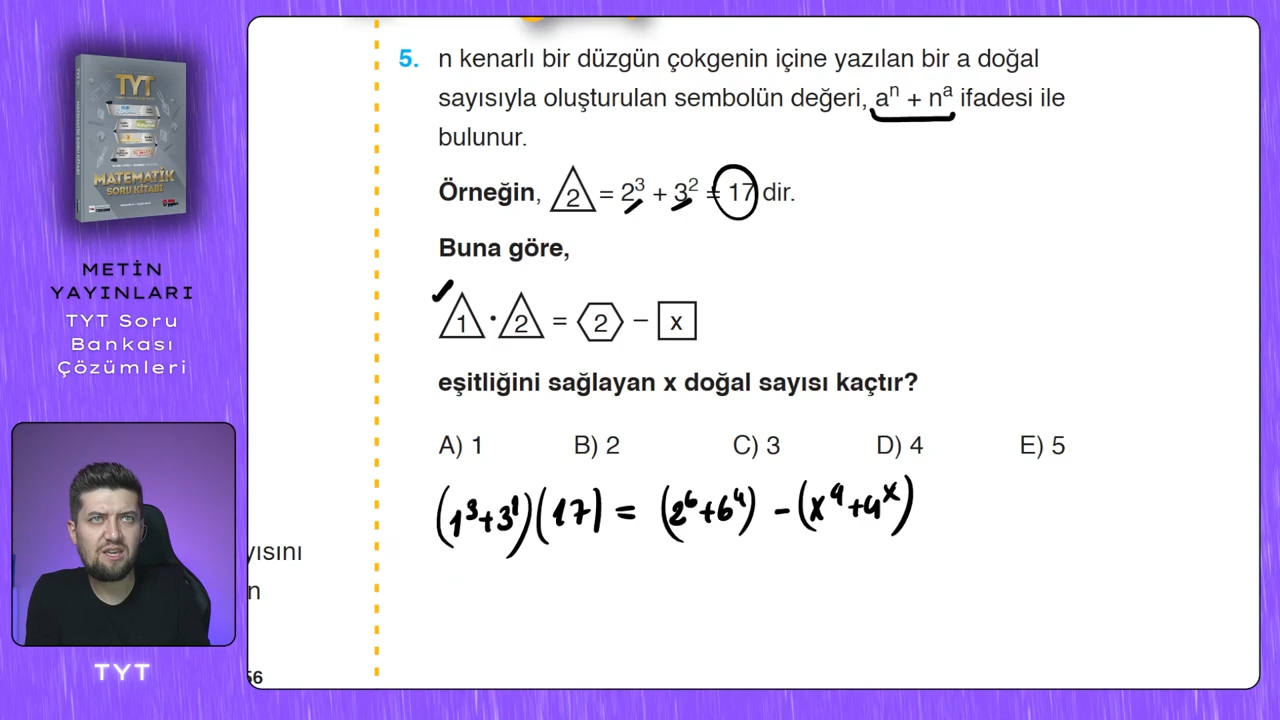 TYT
MATEMATİK
SORU KİTABI
METİN
YAYINLARI
TYT Soru
Bankası
Çözümleri
TYT
5. n kenarlı bir düzgün çokgenin içine yazılan bir a doğal
sayısıyla oluşturulan sembolün değeri, aⁿ + nᵃ ifadesi ile
bulunur.
Örneğin, 2 = 2³ + 3² = 17 dir.
Buna göre,
1 · 2 = 2 − x
eşitliğini sağlayan x doğal sayısı kaçtır?
A) 1 B) 2 C) 3 D) 4 E) 5
(1³+3¹)(17) = (2⁶+6⁴) − (x⁴+4ˣ)
yısını
n
56